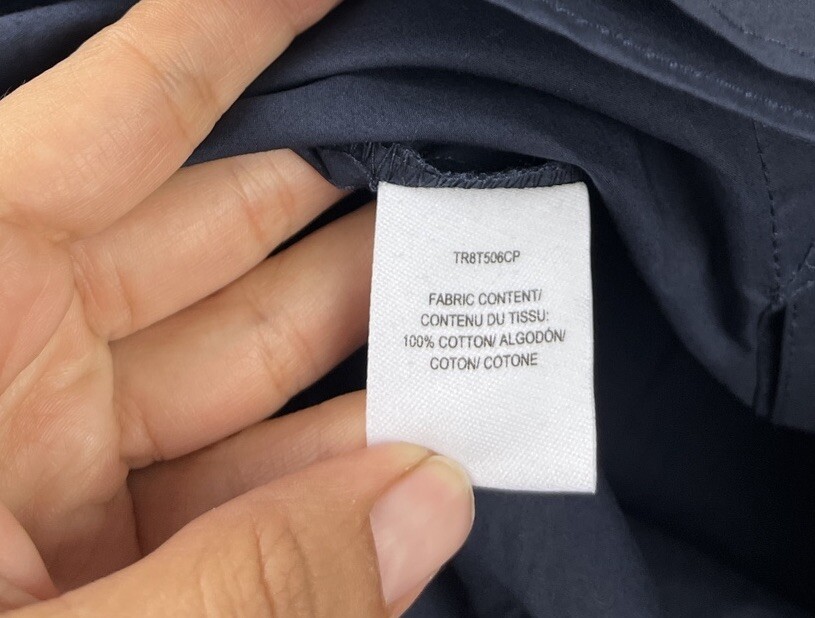 TR8T506CP
FABRIC CONTENT/
CONTENU DU TISSU:
100% COTTON/ ALGODÓN/
COTON/ COTONE